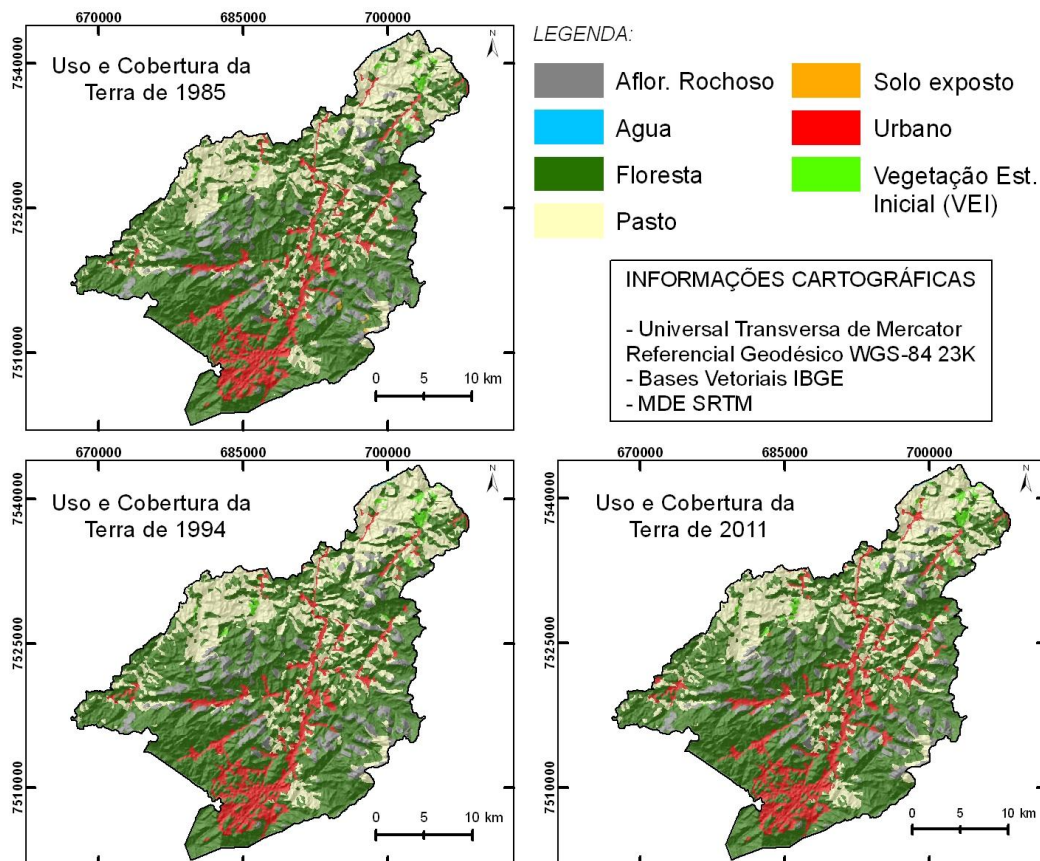 670000
685000
700000
7540000
7525000
7510000
Uso e Cobertura da
Terra de 1985
N
0
5
10 km
LEGENDA:
Aflor. Rochoso
Agua
Floresta
Pasto
Solo exposto
Urbano
Vegetação Est.
Inicial (VEI)
INFORMAÇÕES CARTOGRÁFICAS
- Universal Transversa de Mercator
Referencial Geodésico WGS-84 23K
- Bases Vetoriais IBGE
- MDE SRTM
670000
685000
700000
7540000
7525000
7510000
Uso e Cobertura da
Terra de 1994
N
0
5
10 km
670000
685000
700000
7540000
7525000
7510000
Uso e Cobertura da
Terra de 2011
N
0
5
10 km